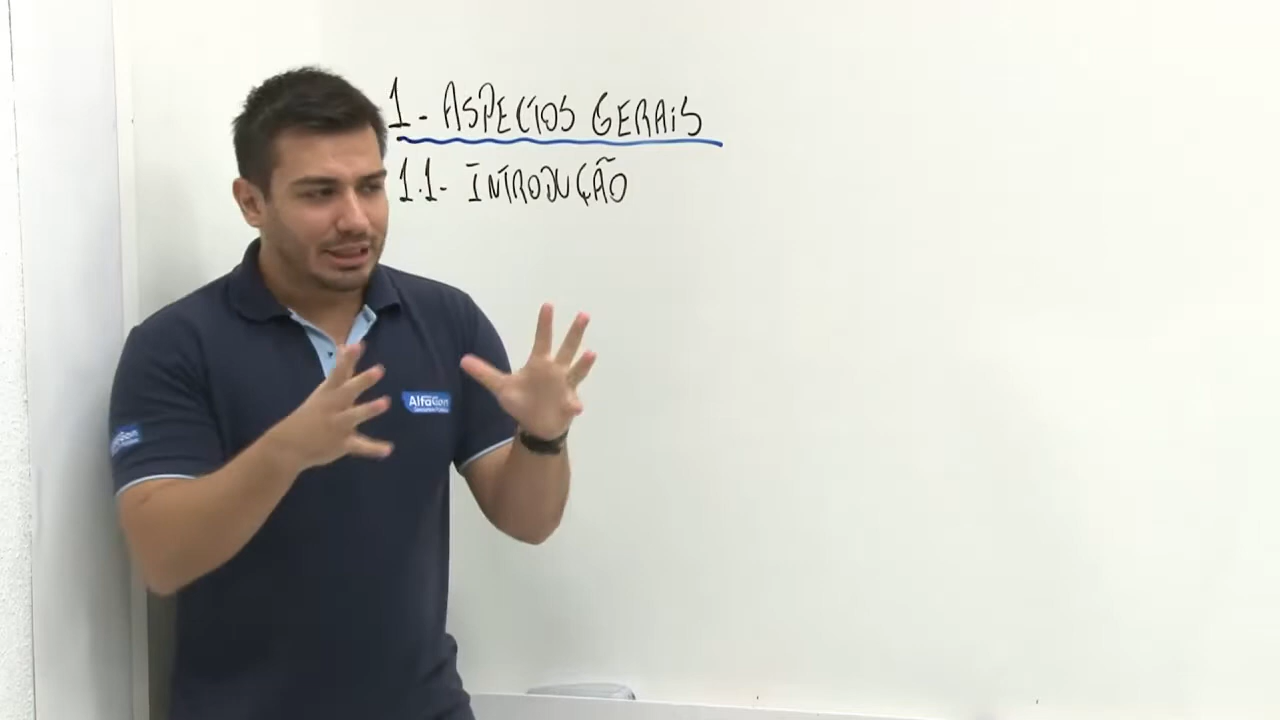 1 - ASPECTOS GERAIS
1.1 - INTRODUÇÃO
AlfaCon